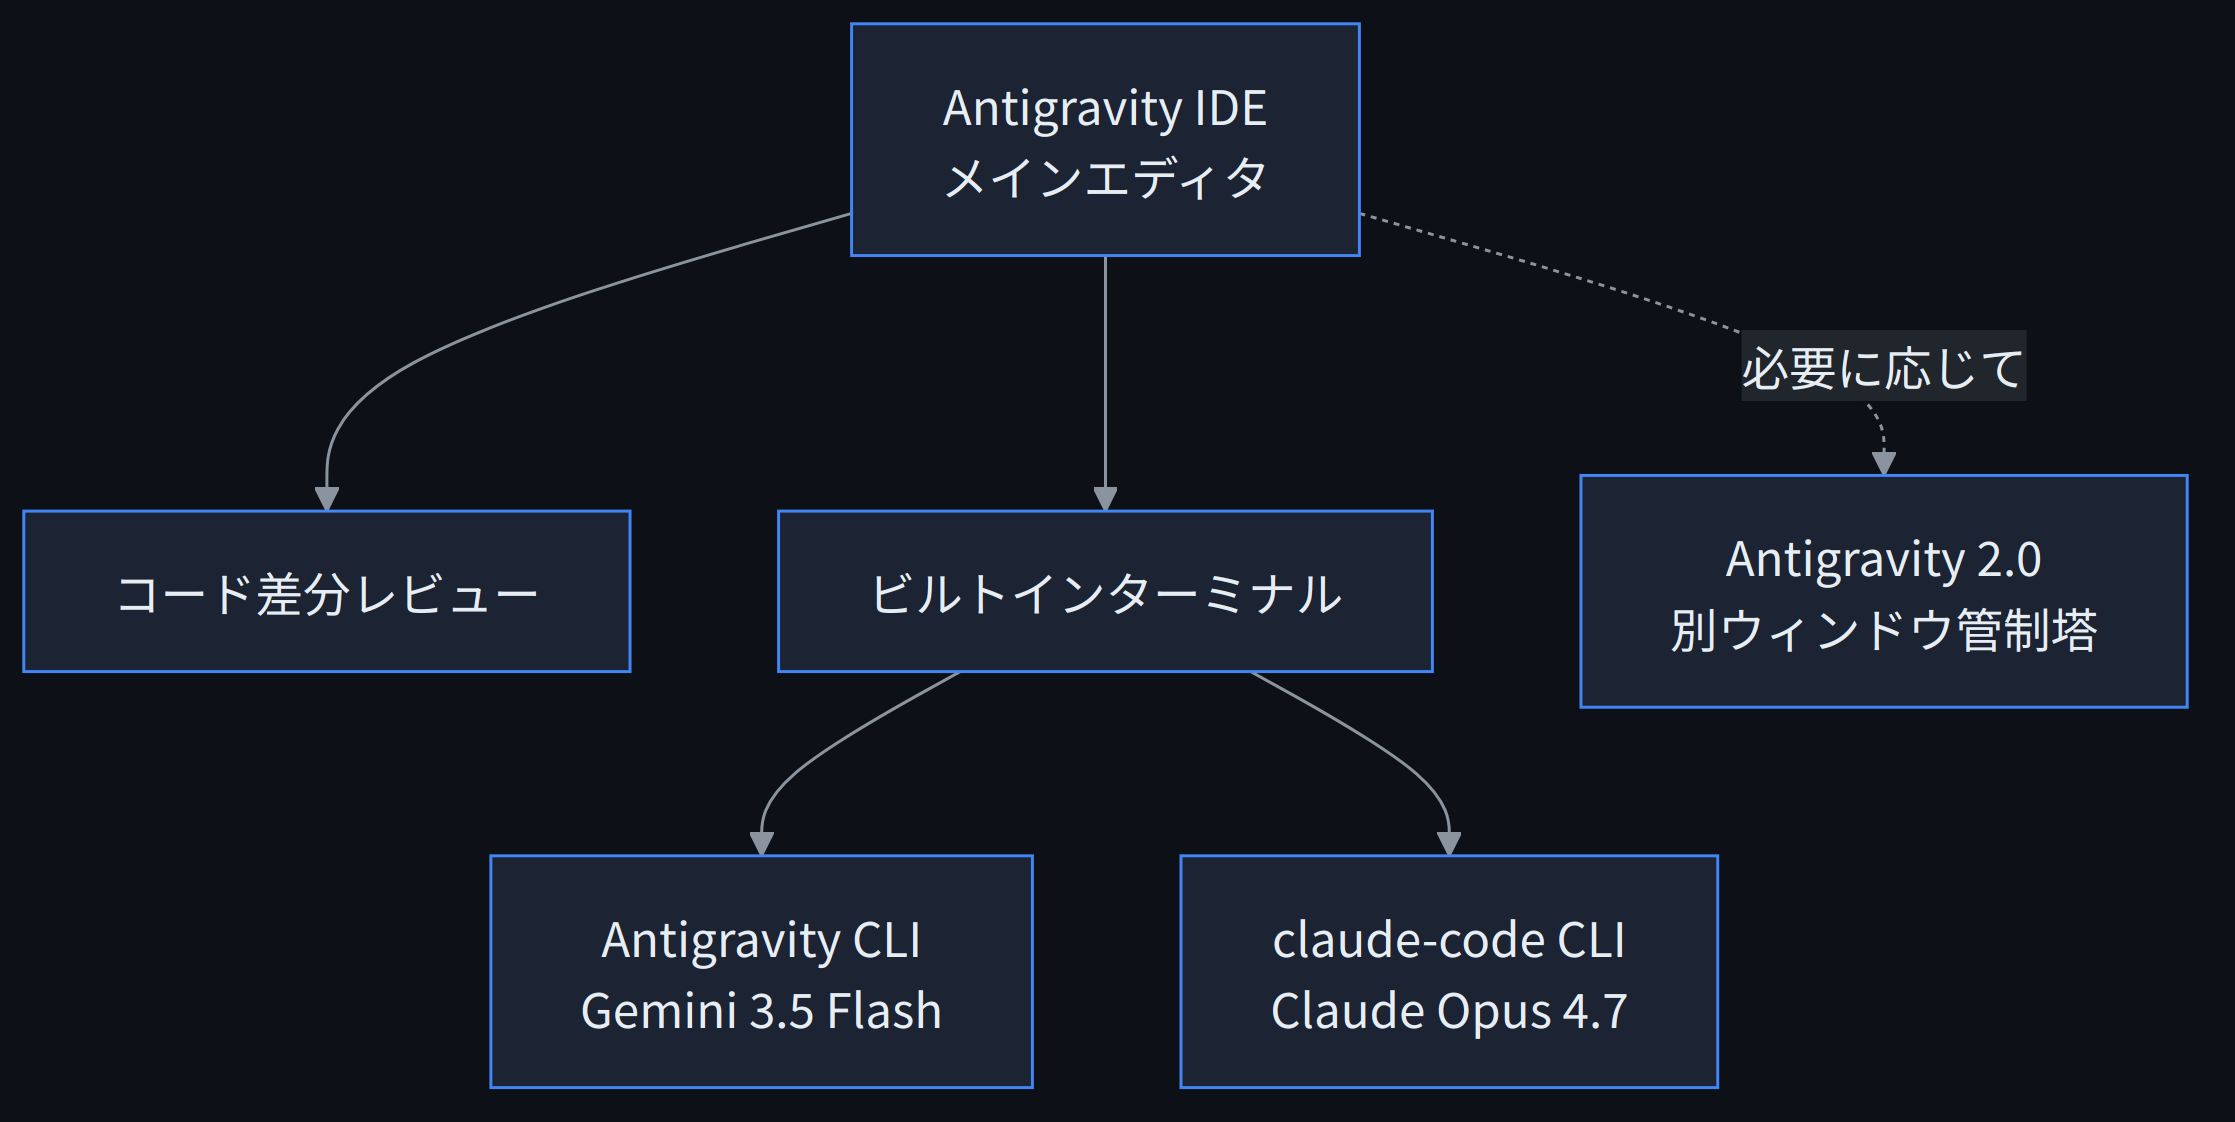 Antigravity IDE
メインエディタ
必要に応じて
コード差分レビュー
ビルトインターミナル
Antigravity 2.0
別ウィンドウ管制塔
Antigravity CLI
Gemini 3.5 Flash
claude-code CLI
Claude Opus 4.7